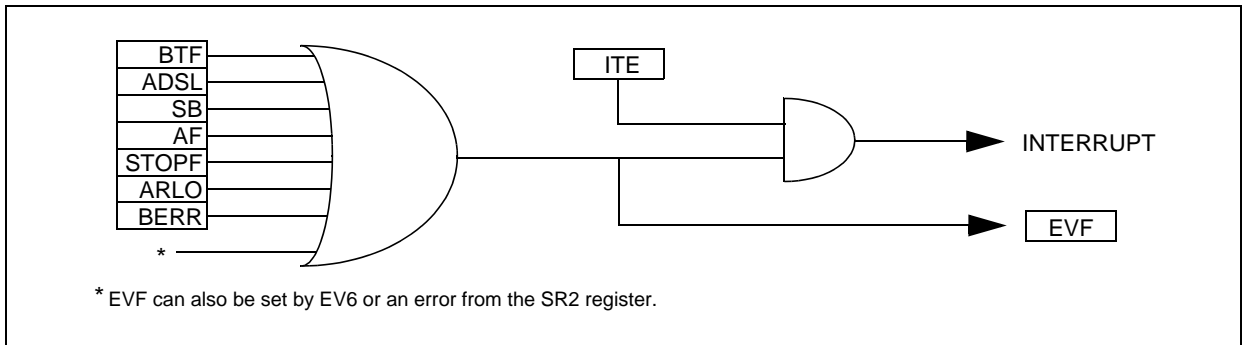 BTF
ADSL
SB
AF
STOPF
ARLO
BERR
*
ITE
INTERRUPT
EVF
* EVF can also be set by EV6 or an error from the SR2 register.